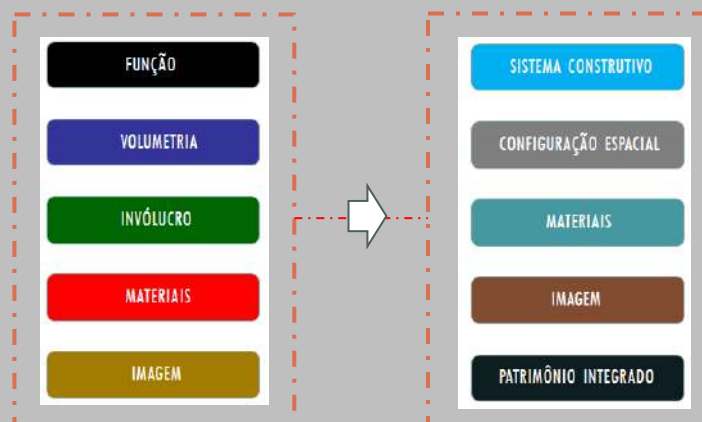 FUNÇÃO
VOLUMETRIA
INVÓLUCRO
MATERIAIS
IMAGEM
SISTEMA CONSTRUTIVO
CONFIGURAÇÃO ESPACIAL
MATERIAIS
IMAGEM
PATRIMÔNIO INTEGRADO